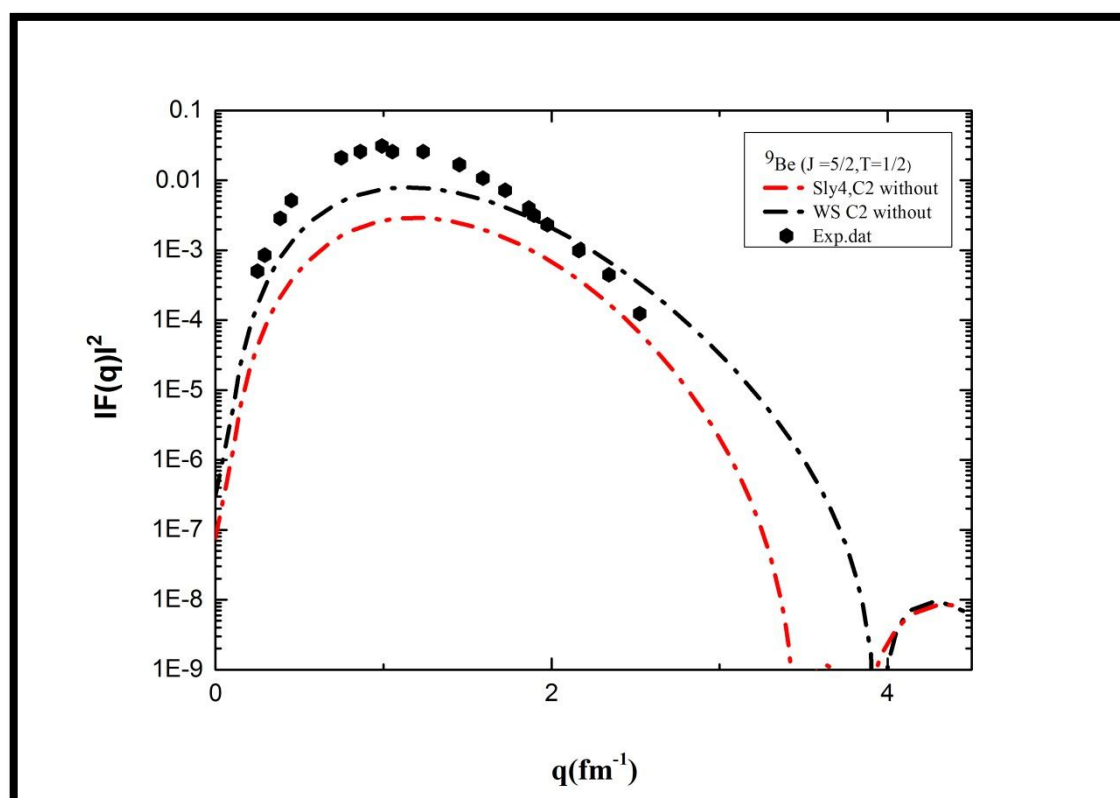 0.1
0.01
1E-3
1E-4
1E-5
1E-6
1E-7
1E-8
1E-9
0
2
4
IF(q)I²
q(fm⁻¹)
⁹Be (J =5/2,T=1/2)
Sly4,C2 without
WS C2 without
Exp.dat